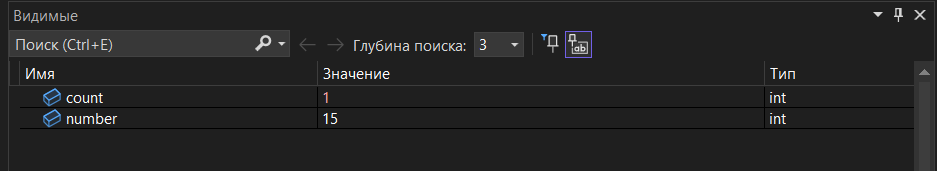 Видимые
Поиск (Ctrl+E) Глубина поиска: 3
Имя Значение Тип
count 1 int
number 15 int